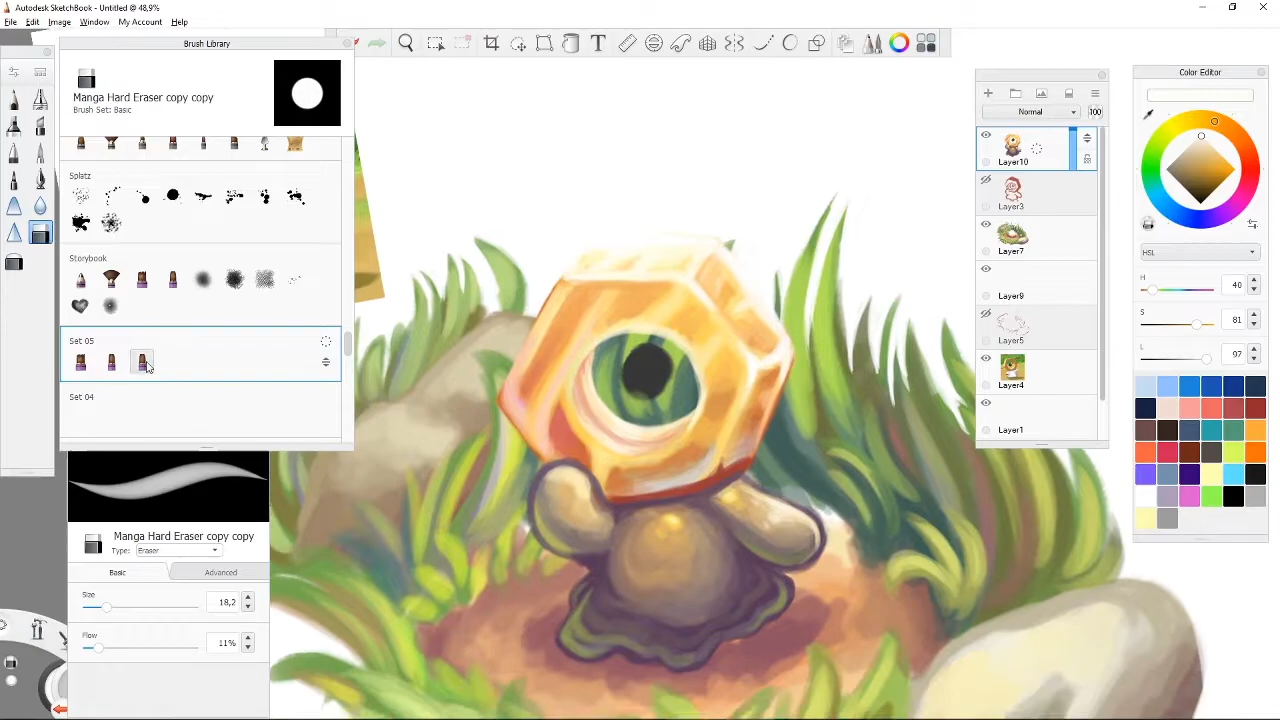 Autodesk SketchBook - Untitled @ 48,9%
File Edit Image Window My Account Help
Brush Library
Manga Hard Eraser copy copy
Brush Set: Basic
Splatz
Storybook
Set 05
Set 04
Manga Hard Eraser copy copy
Type: Eraser
Basic Advanced
Size
18,2
Flow
11%
Normal 100
Layer10
Layer3
Layer7
Layer9
Layer5
Layer4
Layer1
Color Editor
HSL
H
40
S
81
L
97